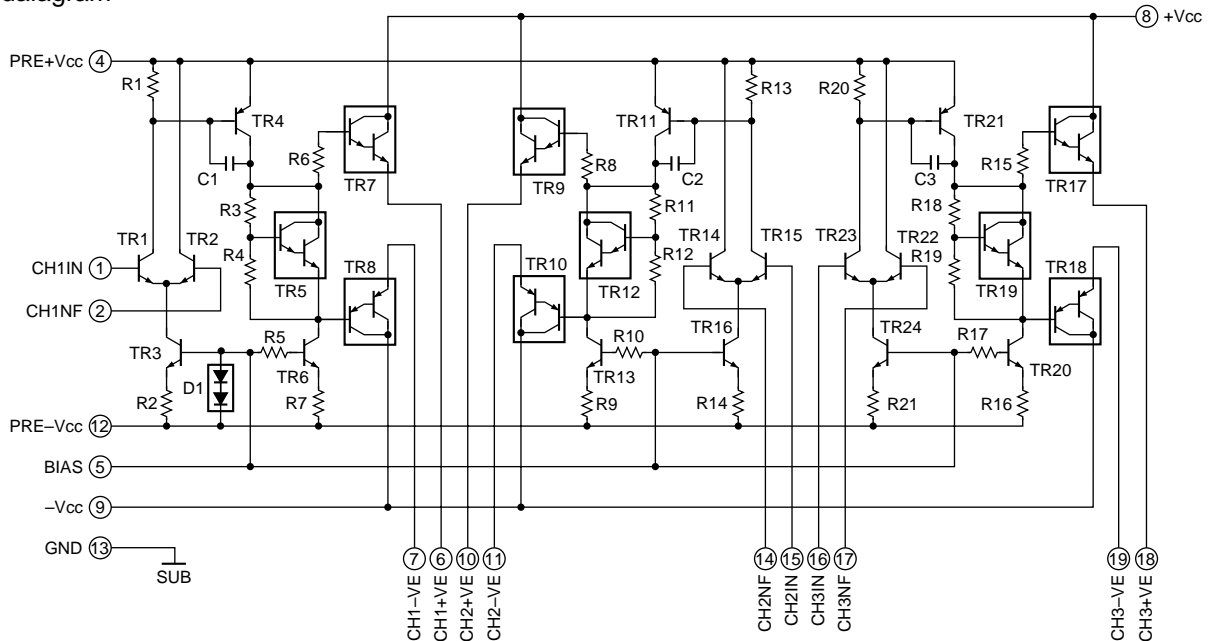 dalagram
8 +Vcc
PRE+Vcc 4
R1
R13
R20
TR4
TR11
TR21
R6
R8
R15
C1
TR7
TR9
C2
C3
TR17
R3
R11
R18
TR1
TR2
TR14
TR15
TR23
TR22
R4
R12
R19
CH1IN 1
TR5
TR8
TR10
TR12
TR19
TR18
CH1NF 2
TR16
TR24
TR3
R5
R10
R17
TR6
TR13
TR20
D1
R2
R7
R9
R14
R21
R16
PRE–Vcc 12
BIAS 5
–Vcc 9
GND 13
SUB
7 6 10 11 14 15 16 17 19 18
CH1–VE
CH1+VE
CH2+VE
CH2–VE
CH2NF
CH2IN
CH3IN
CH3NF
CH3–VE
CH3+VE